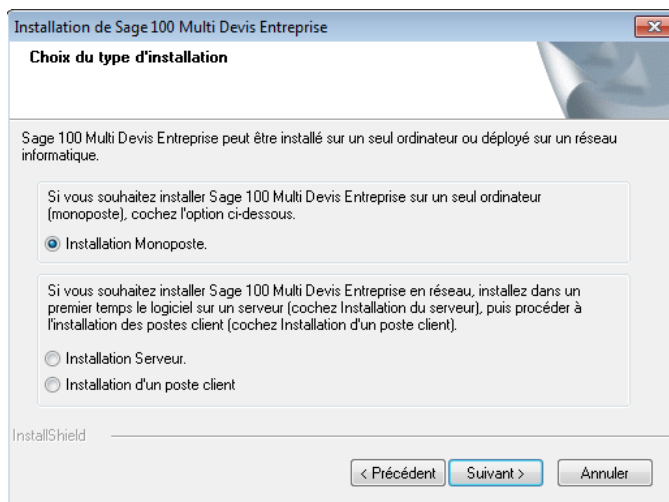 Installation de Sage 100 Multi Devis Entreprise
Choix du type d'installation
Sage 100 Multi Devis Entreprise peut être installé sur un seul ordinateur ou déployé sur un réseau
informatique.
Si vous souhaitez installer Sage 100 Multi Devis Entreprise sur un seul ordinateur
(monoposte), cochez l'option ci-dessous.
Installation Monoposte.
Si vous souhaitez installer Sage 100 Multi Devis Entreprise en réseau, installez dans un
premier temps le logiciel sur un serveur (cochez Installation du serveur), puis procéder à
l'installation des postes client (cochez Installation d'un poste client).
Installation Serveur.
Installation d'un poste client
InstallShield
< Précédent Suivant > Annuler